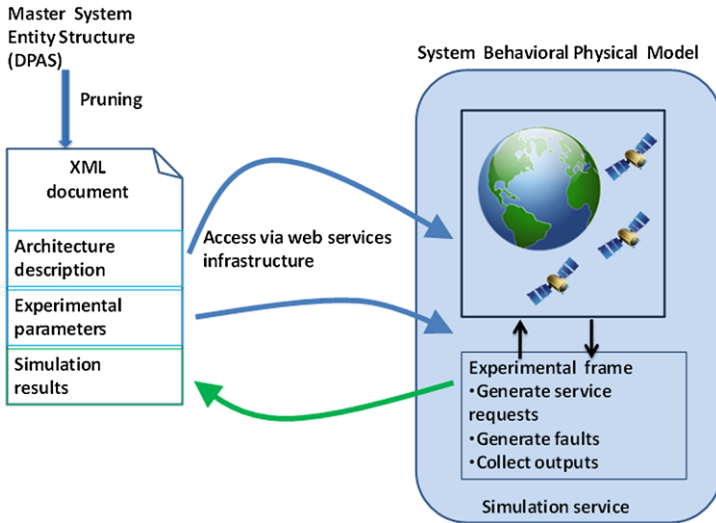 Master System
Entity Structure
(DPAS)
Pruning
XML
document
Architecture
description
Experimental
parameters
Simulation
results
Access via web services
infrastructure
System Behavioral Physical Model
Experimental frame
•Generate service
requests
•Generate faults
•Collect outputs
Simulation service